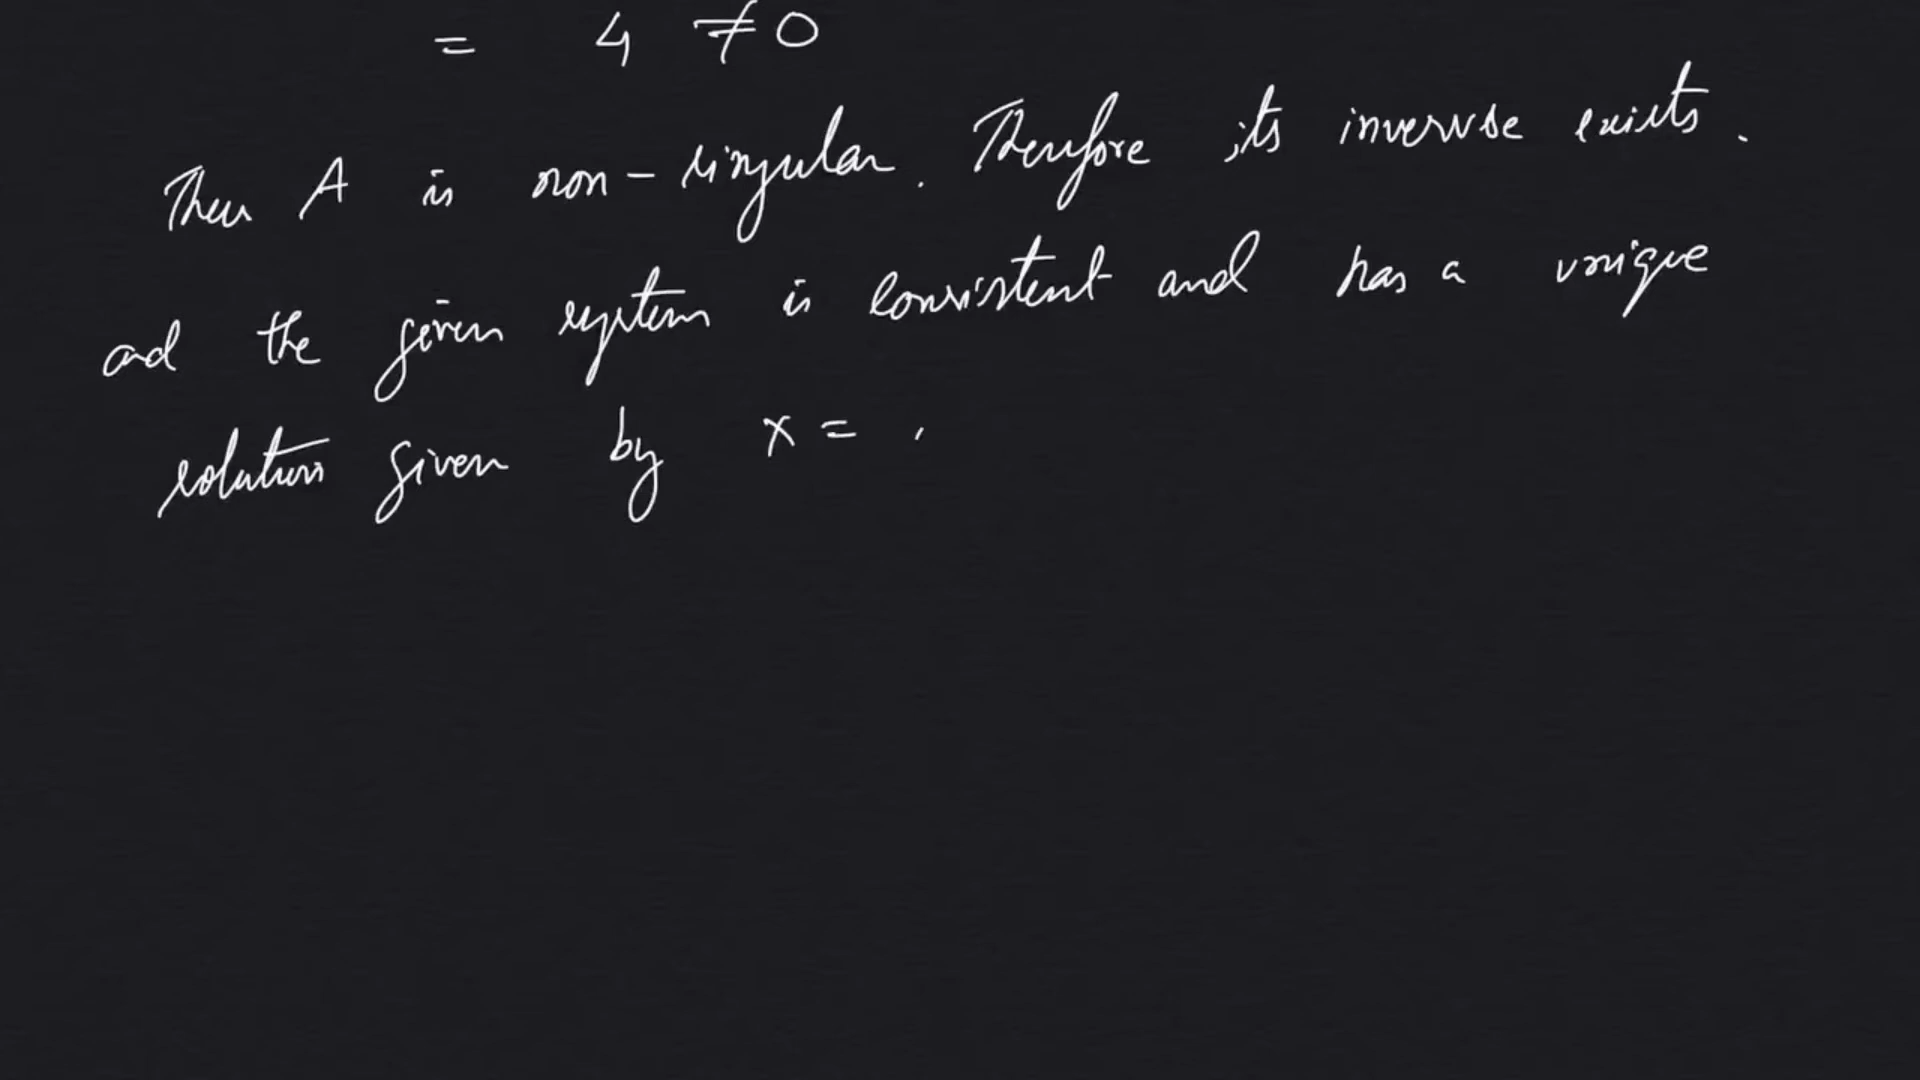 = 4 ≠ 0
Then A is non-singular. Therefore its inverse exists.
and the given system is consistent and has a unique
solution given by x =